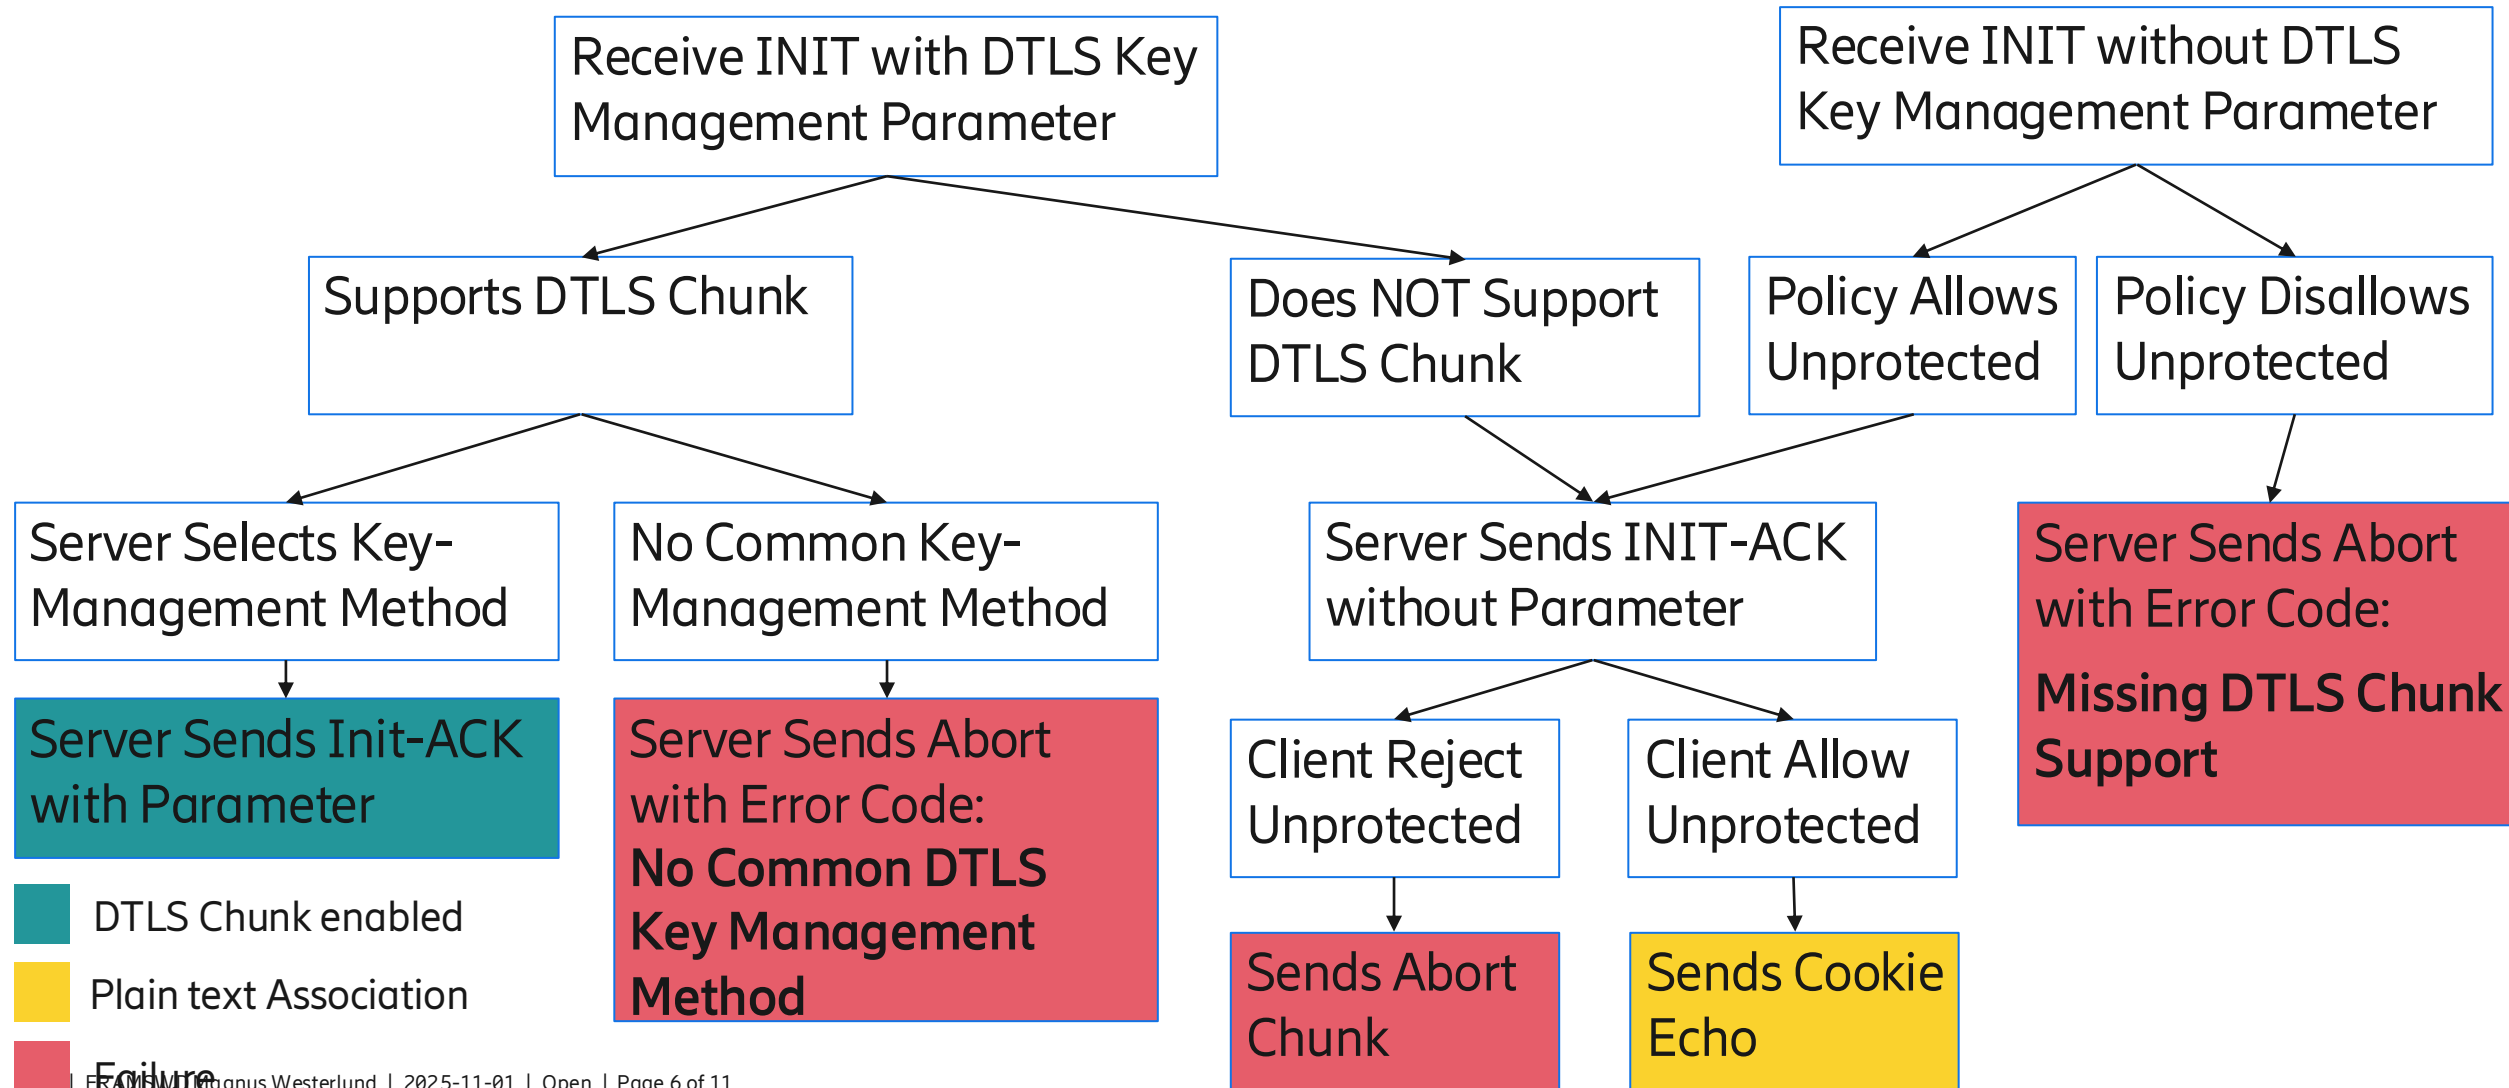 Receive INIT with DTLS Key
Management Parameter
Receive INIT without DTLS
Key Management Parameter
Supports DTLS Chunk
Does NOT Support
DTLS Chunk
Policy Allows
Unprotected
Policy Disallows
Unprotected
Server Selects Key-
Management Method
No Common Key-
Management Method
Server Sends INIT-ACK
without Parameter
Server Sends Abort
with Error Code:
Missing DTLS Chunk
Support
Server Sends Init-ACK
with Parameter
Server Sends Abort
with Error Code:
No Common DTLS
Key Management
Method
Client Reject
Unprotected
Client Allow
Unprotected
Sends Abort
Chunk
Sends Cookie
Echo
DTLS Chunk enabled
Plain text Association
Failure
| Magnus Westerlund | 2025-11-01 | Open | Page 6 of 11